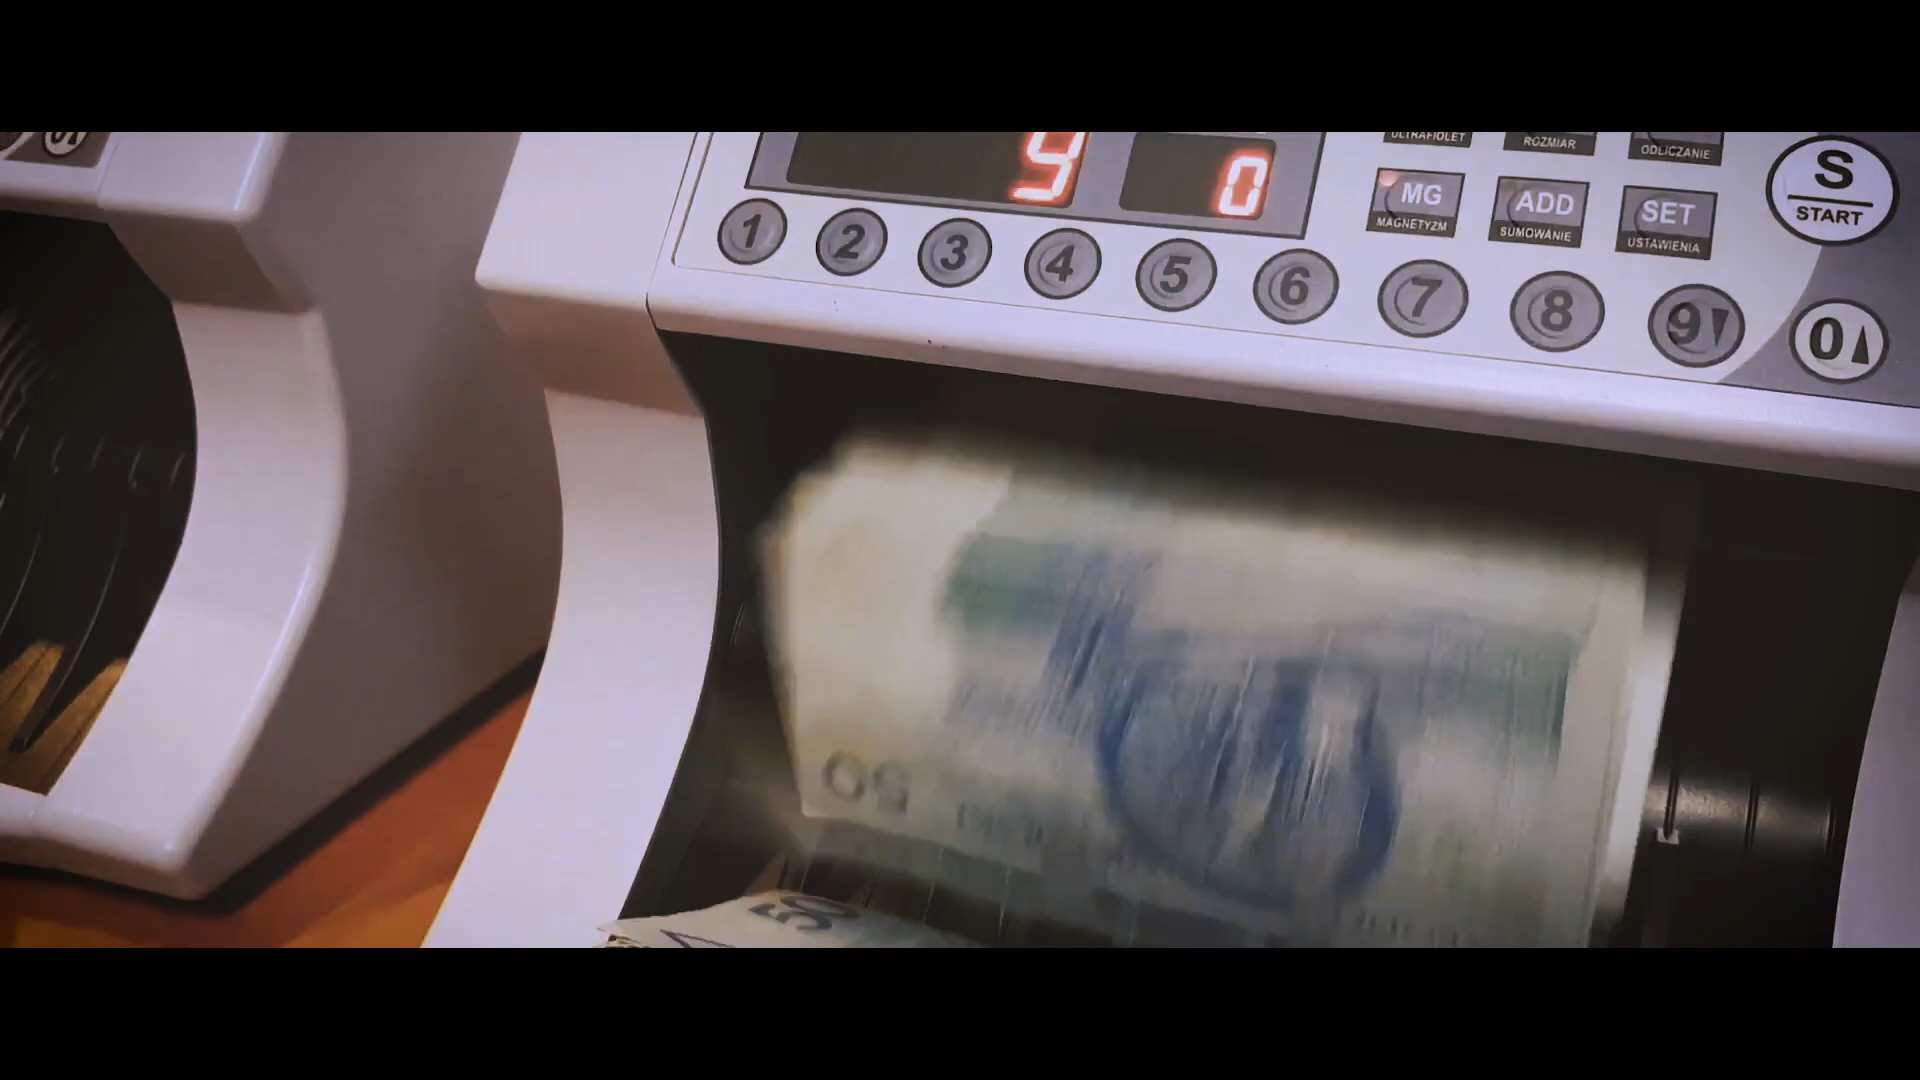 9 0
ULTRAFIOLET ROZMIAR ODLICZANIE
MG ADD SET S
MAGNETYZM SUMOWANIE USTAWIENIA START
1 2 3 4 5 6 7 8 9 0
50
50